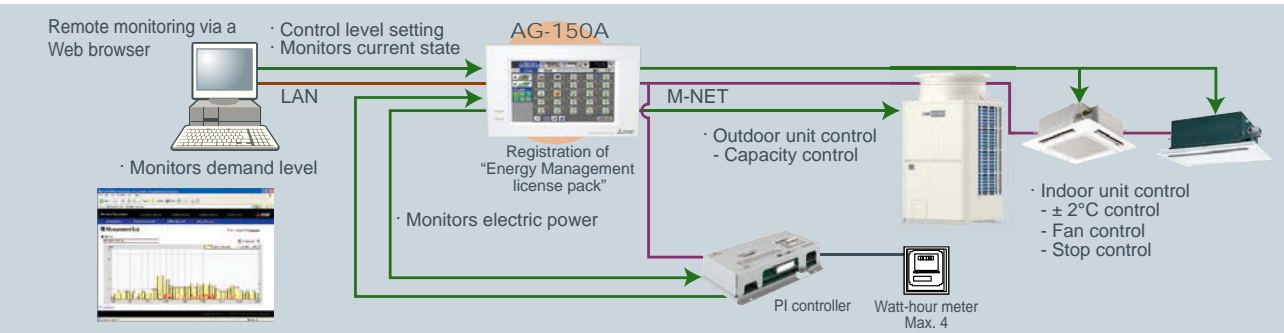 Remote monitoring via a
Web browser
· Control level setting
· Monitors current state
AG-150A
LAN
M-NET
· Monitors demand level
Registration of
“Energy Management
license pack”
· Outdoor unit control
- Capacity control
· Indoor unit control
- ± 2°C control
- Fan control
- Stop control
· Monitors electric power
PI controller
Watt-hour meter
Max. 4